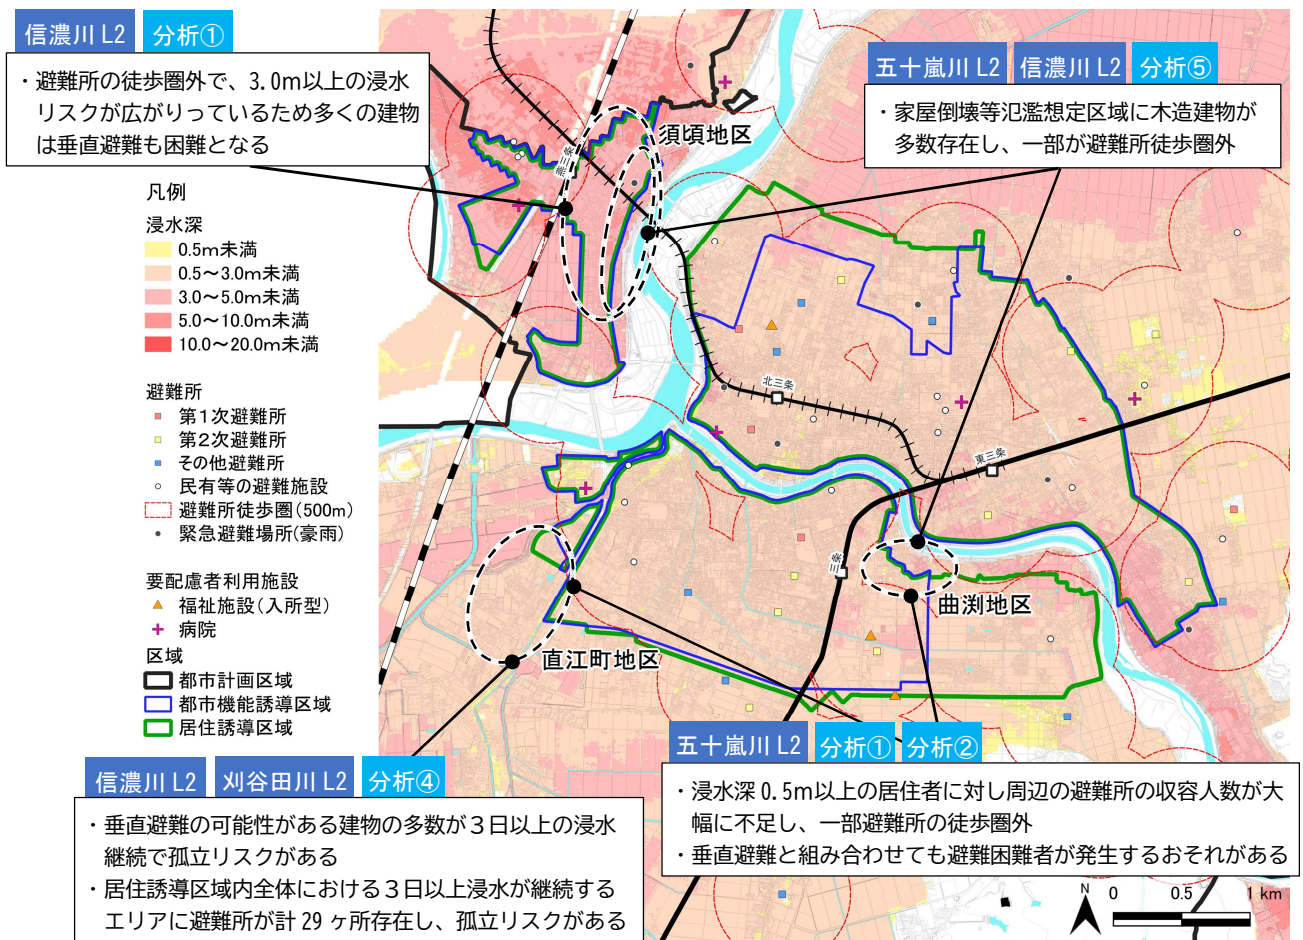 信濃川 L2 分析①
・避難所の徒歩圏外で、3.0m以上の浸水
リスクが広がりっているため多くの建物
は垂直避難も困難となる
五十嵐川 L2 信濃川 L2 分析⑤
・家屋倒壊等氾濫想定区域に木造建物が
多数存在し、一部が避難所徒歩圏外
須頃地区
燕三条
凡例
浸水深
0.5m未満
0.5～3.0m未満
3.0～5.0m未満
5.0～10.0m未満
10.0～20.0m未満
避難所
第1次避難所
第2次避難所
その他避難所
民有等の避難施設
避難所徒歩圏(500m)
緊急避難場所(豪雨)
要配慮者利用施設
福祉施設(入所型)
病院
区域
都市計画区域
都市機能誘導区域
居住誘導区域
北三条
東三条
三条
曲渕地区
直江町地区
信濃川 L2 刈谷田川 L2 分析④
・垂直避難の可能性がある建物の多数が３日以上の浸水
継続で孤立リスクがある
・居住誘導区域内全体における３日以上浸水が継続する
エリアに避難所が計 29 ヶ所存在し、孤立リスクがある
五十嵐川 L2 分析① 分析②
・浸水深 0.5m以上の居住者に対し周辺の避難所の収容人数が大
幅に不足し、一部避難所の徒歩圏外
・垂直避難と組み合わせても避難困難者が発生するおそれがある
N 0 0.5 1 km